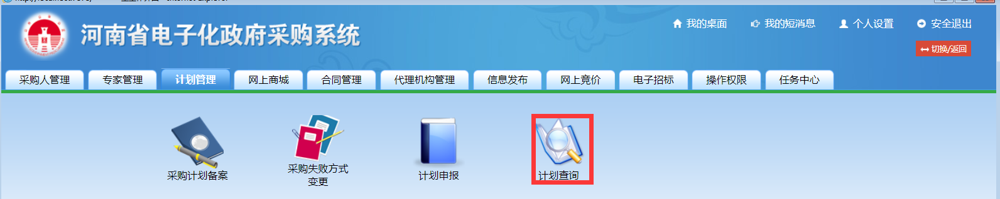 河南省电子化政府采购系统
我的桌面 我的短消息 个人设置 安全退出
切换/返回
采购人管理 专家管理 计划管理 网上商城 合同管理 代理机构管理 信息发布 网上竞价 电子招标 操作权限 任务中心
采购计划备案
采购失败方式
变更
计划申报
计划查询